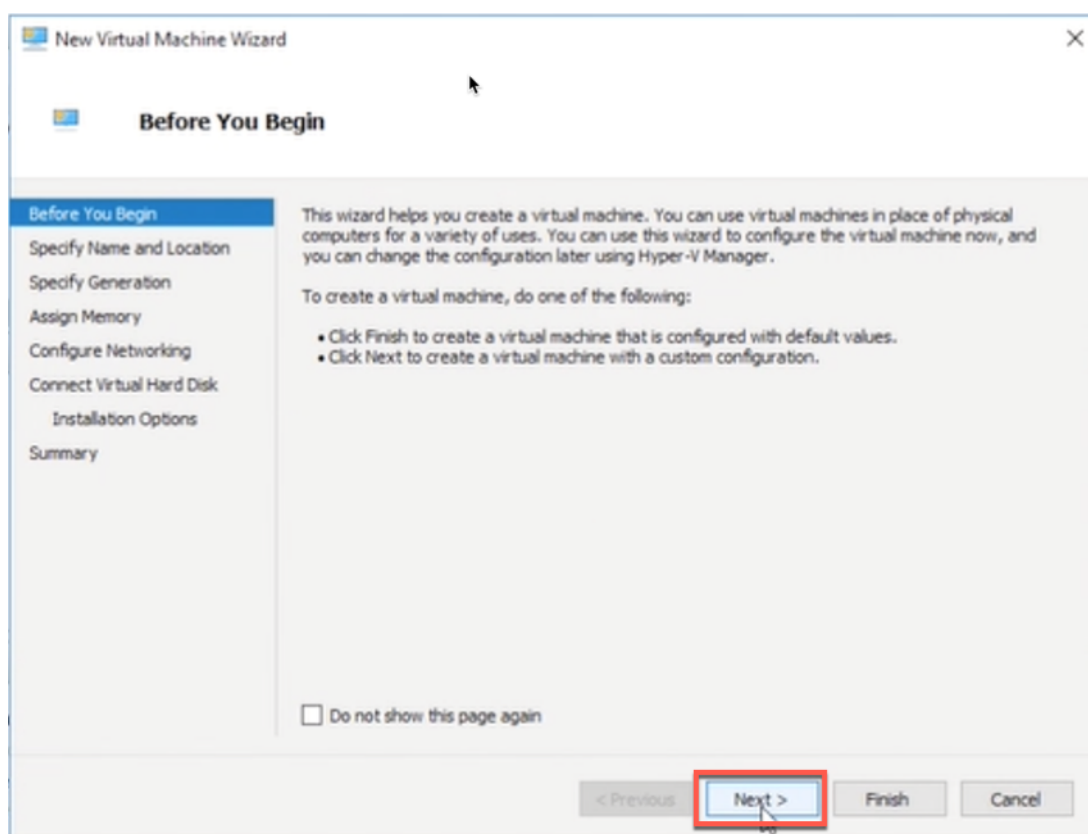 New Virtual Machine Wizard
Before You Begin
Before You Begin
Specify Name and Location
Specify Generation
Assign Memory
Configure Networking
Connect Virtual Hard Disk
Installation Options
Summary
This wizard helps you create a virtual machine. You can use virtual machines in place of physical
computers for a variety of uses. You can use this wizard to configure the virtual machine now, and
you can change the configuration later using Hyper-V Manager.
To create a virtual machine, do one of the following:
• Click Finish to create a virtual machine that is configured with default values.
• Click Next to create a virtual machine with a custom configuration.
Do not show this page again
< Previous
Next >
Finish
Cancel